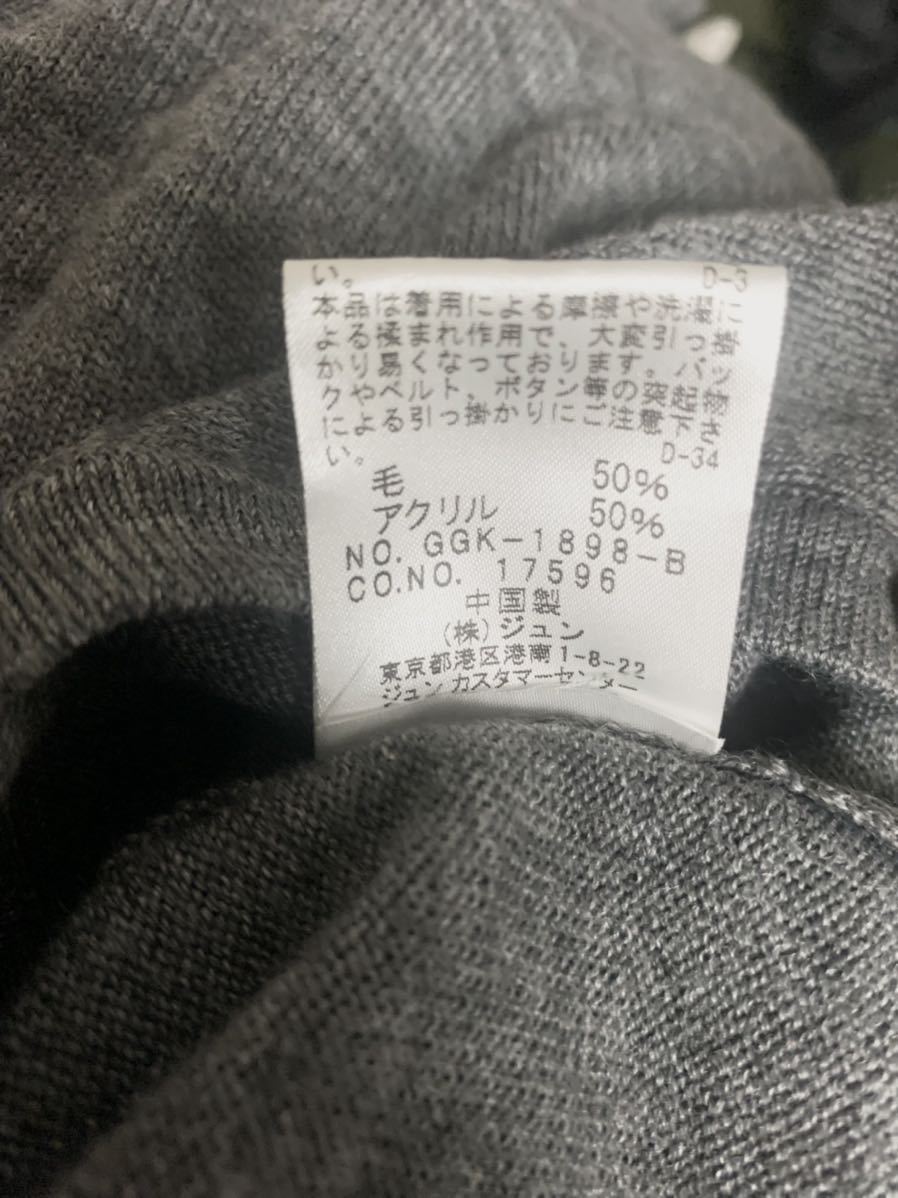 い。 D-3
本品は着用による摩擦や洗濯に
よる揉まれ作用で、大変引っ掛
かり易くなっております。バッ
クやベルト、ボタン等の突起物
による引っ掛かりにご注意下さ
い。 D-34
毛 50%
アクリル 50%
NO. GGK-1898-B
CO.NO. 17596
中国製
(株)ジュン
東京都港区港南1-8-22
ジュンカスタマーセンター